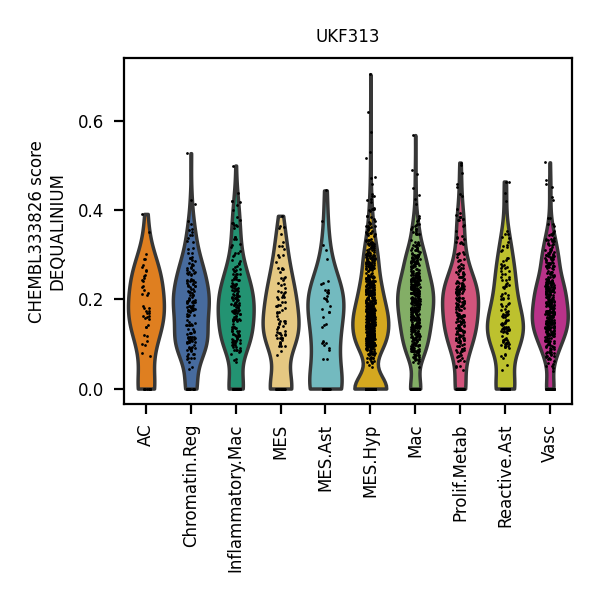 UKF313
CHEMBL333826 score
DEQUALINIUM
0.6
0.4
0.2
0.0
AC
Chromatin.Reg
Inflammatory.Mac
MES
MES.Ast
MES.Hyp
Mac
Prolif.Metab
Reactive.Ast
Vasc